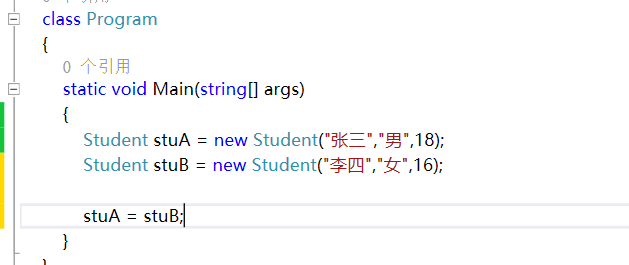 class Program
{
0 个引用
static void Main(string[] args)
{
Student stuA = new Student("张三","男",18);
Student stuB = new Student("李四","女",16);
stuA = stuB;
}